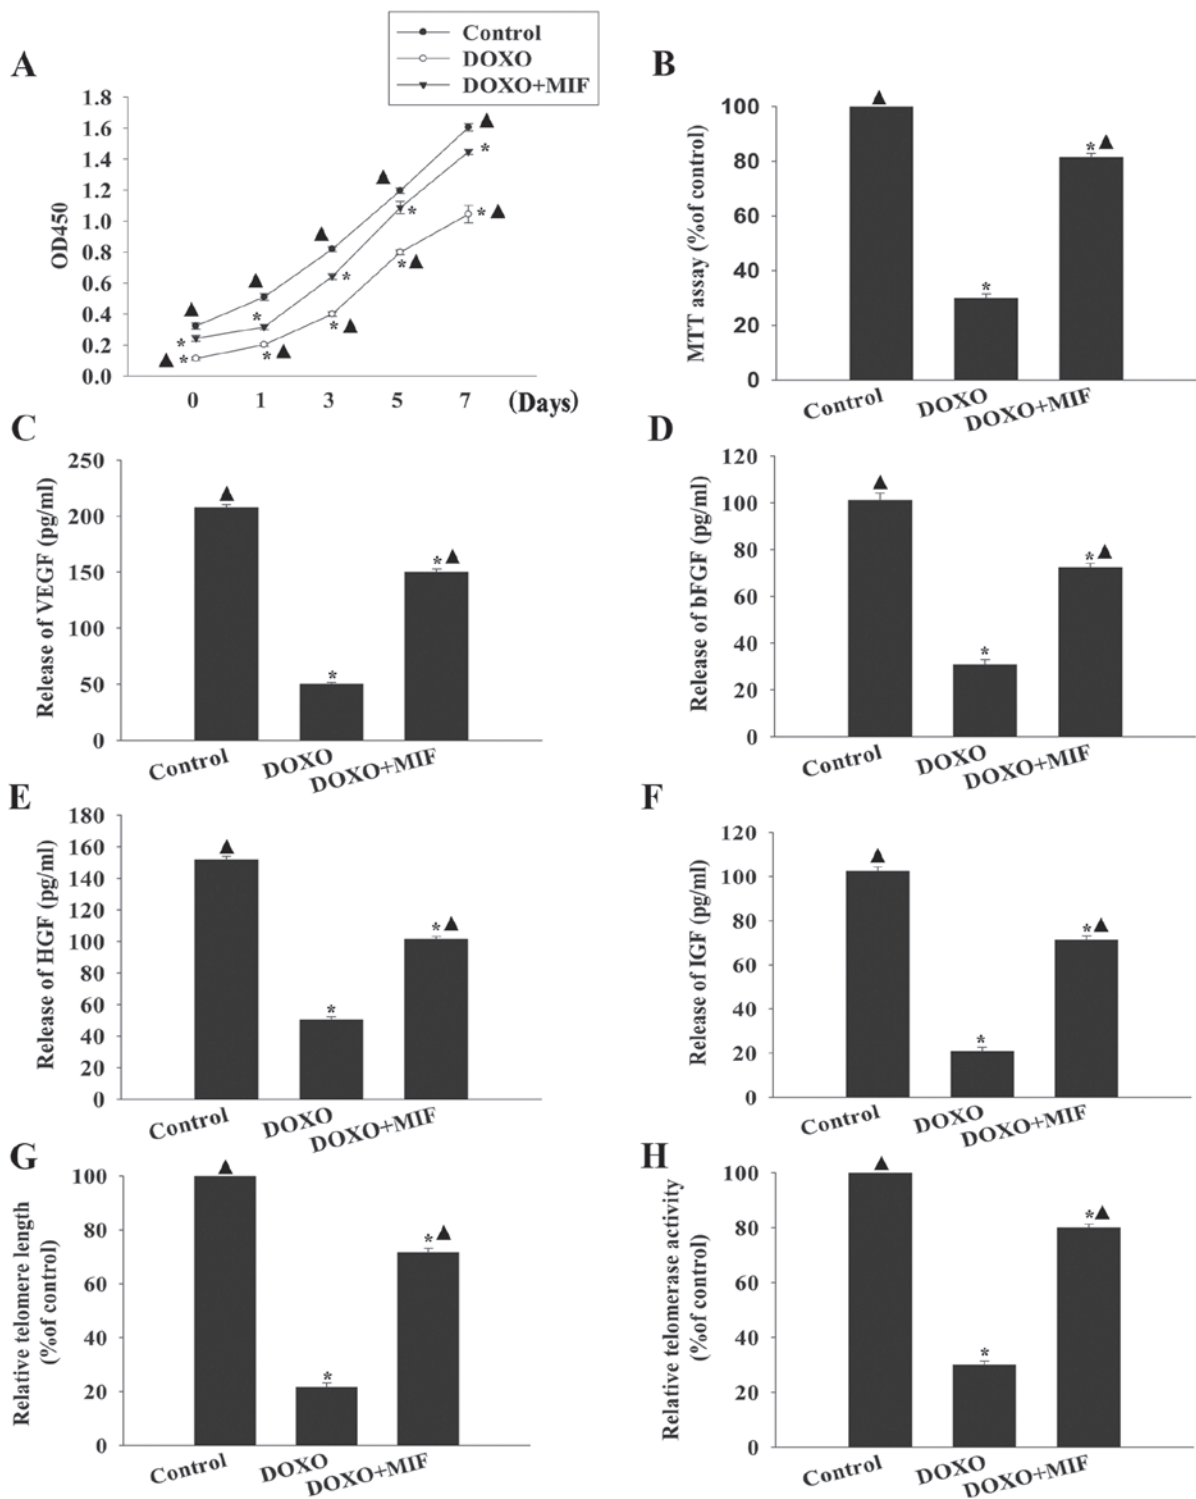 A
Control
DOXO
DOXO+MIF
OD450
1.8
1.6
1.4
1.2
1.0
0.8
0.6
0.4
0.2
0.0
0 1 3 5 7 (Days)
B
MTT assay (%of control)
100
80
60
40
20
0
Control DOXO DOXO+MIF
C
Release of VEGF (pg/ml)
250
200
150
100
50
0
Control DOXO DOXO+MIF
D
Release of bFGF (pg/ml)
120
100
80
60
40
20
0
Control DOXO DOXO+MIF
E
Release of HGF (pg/ml)
180
160
140
120
100
80
60
40
20
0
Control DOXO DOXO+MIF
F
Release of IGF (pg/ml)
120
100
80
60
40
20
0
Control DOXO DOXO+MIF
G
Relative telomere length
(%of control)
100
80
60
40
20
0
Control DOXO DOXO+MIF
H
Relative telomerase activity
(%of control)
100
80
60
40
20
0
Control DOXO DOXO+MIF